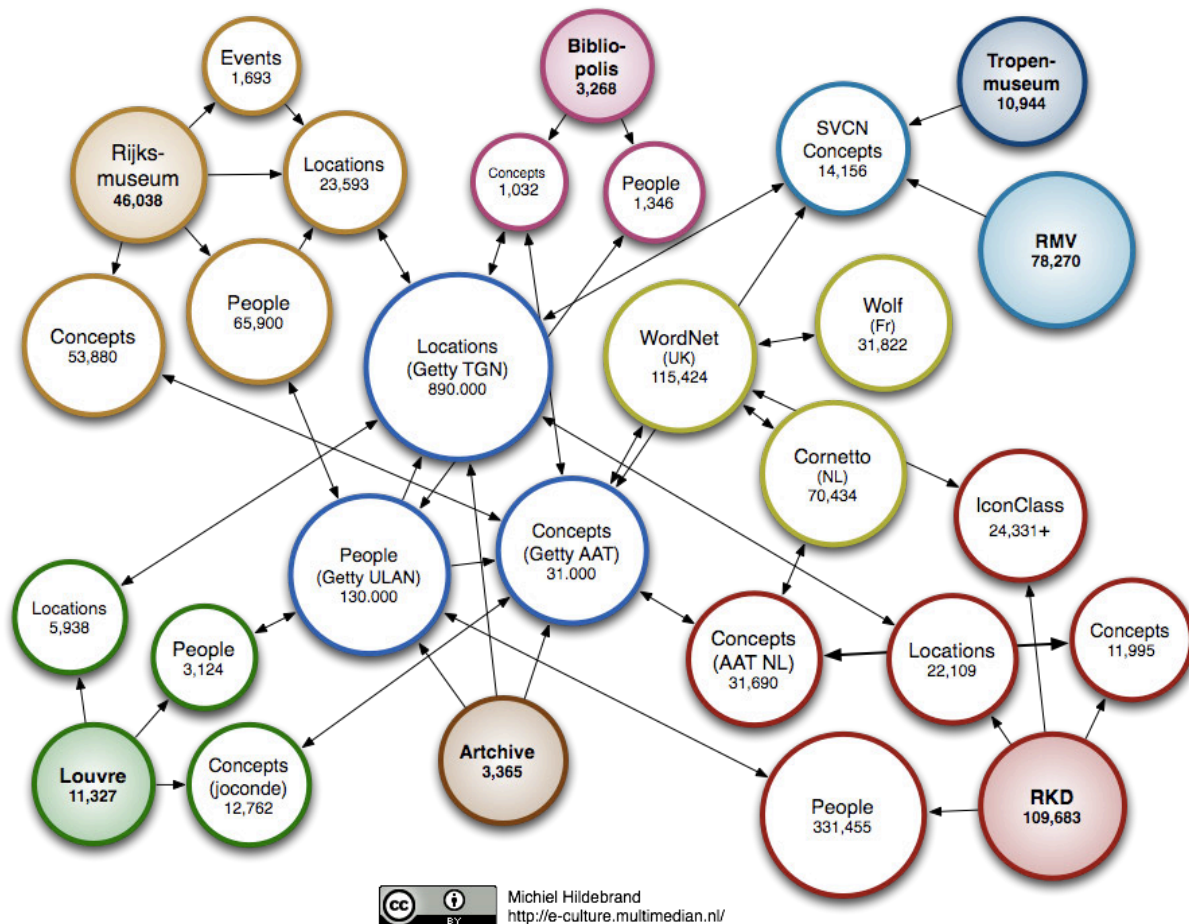 Events
1,693
Biblio-
polis
3,268
Tropen-
museum
10,944
Rijks-
museum
46,038
Locations
23,593
Concepts
1,032
People
1,346
SVCN
Concepts
14,156
RMV
78,270
Concepts
53,880
People
65,900
Locations
(Getty TGN)
890.000
WordNet
(UK)
115,424
Wolf
(Fr)
31,822
Cornetto
(NL)
70,434
IconClass
24,331+
People
(Getty ULAN)
130.000
Concepts
(Getty AAT)
31.000
Locations
5,938
People
3,124
Concepts
(AAT NL)
31,690
Locations
22,109
Concepts
11,995
Louvre
11,327
Concepts
(joconde)
12,762
Artchive
3,365
People
331,455
RKD
109,683
cc
BY
Michiel Hildebrand
http://e-culture.multimedian.nl/